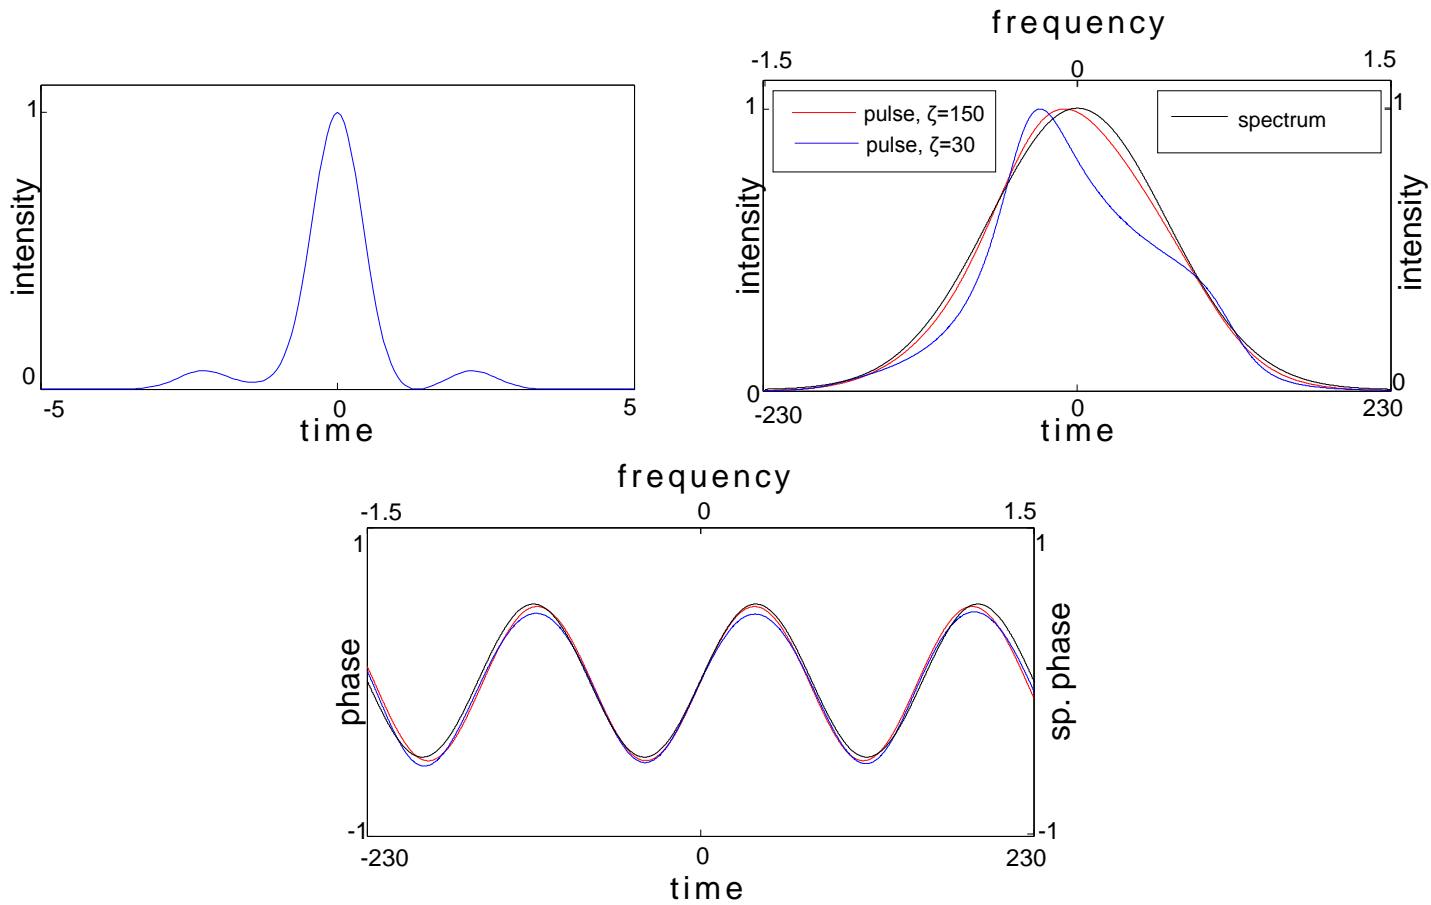 1
intensity
0
-5
0
5
time
frequency
-1.5
0
1.5
1
pulse, ζ=150
pulse, ζ=30
spectrum
1
intensity
intensity
0
0
-230
0
230
time
frequency
-1.5
0
1.5
1
1
phase
sp. phase
-1
-1
-230
0
230
time